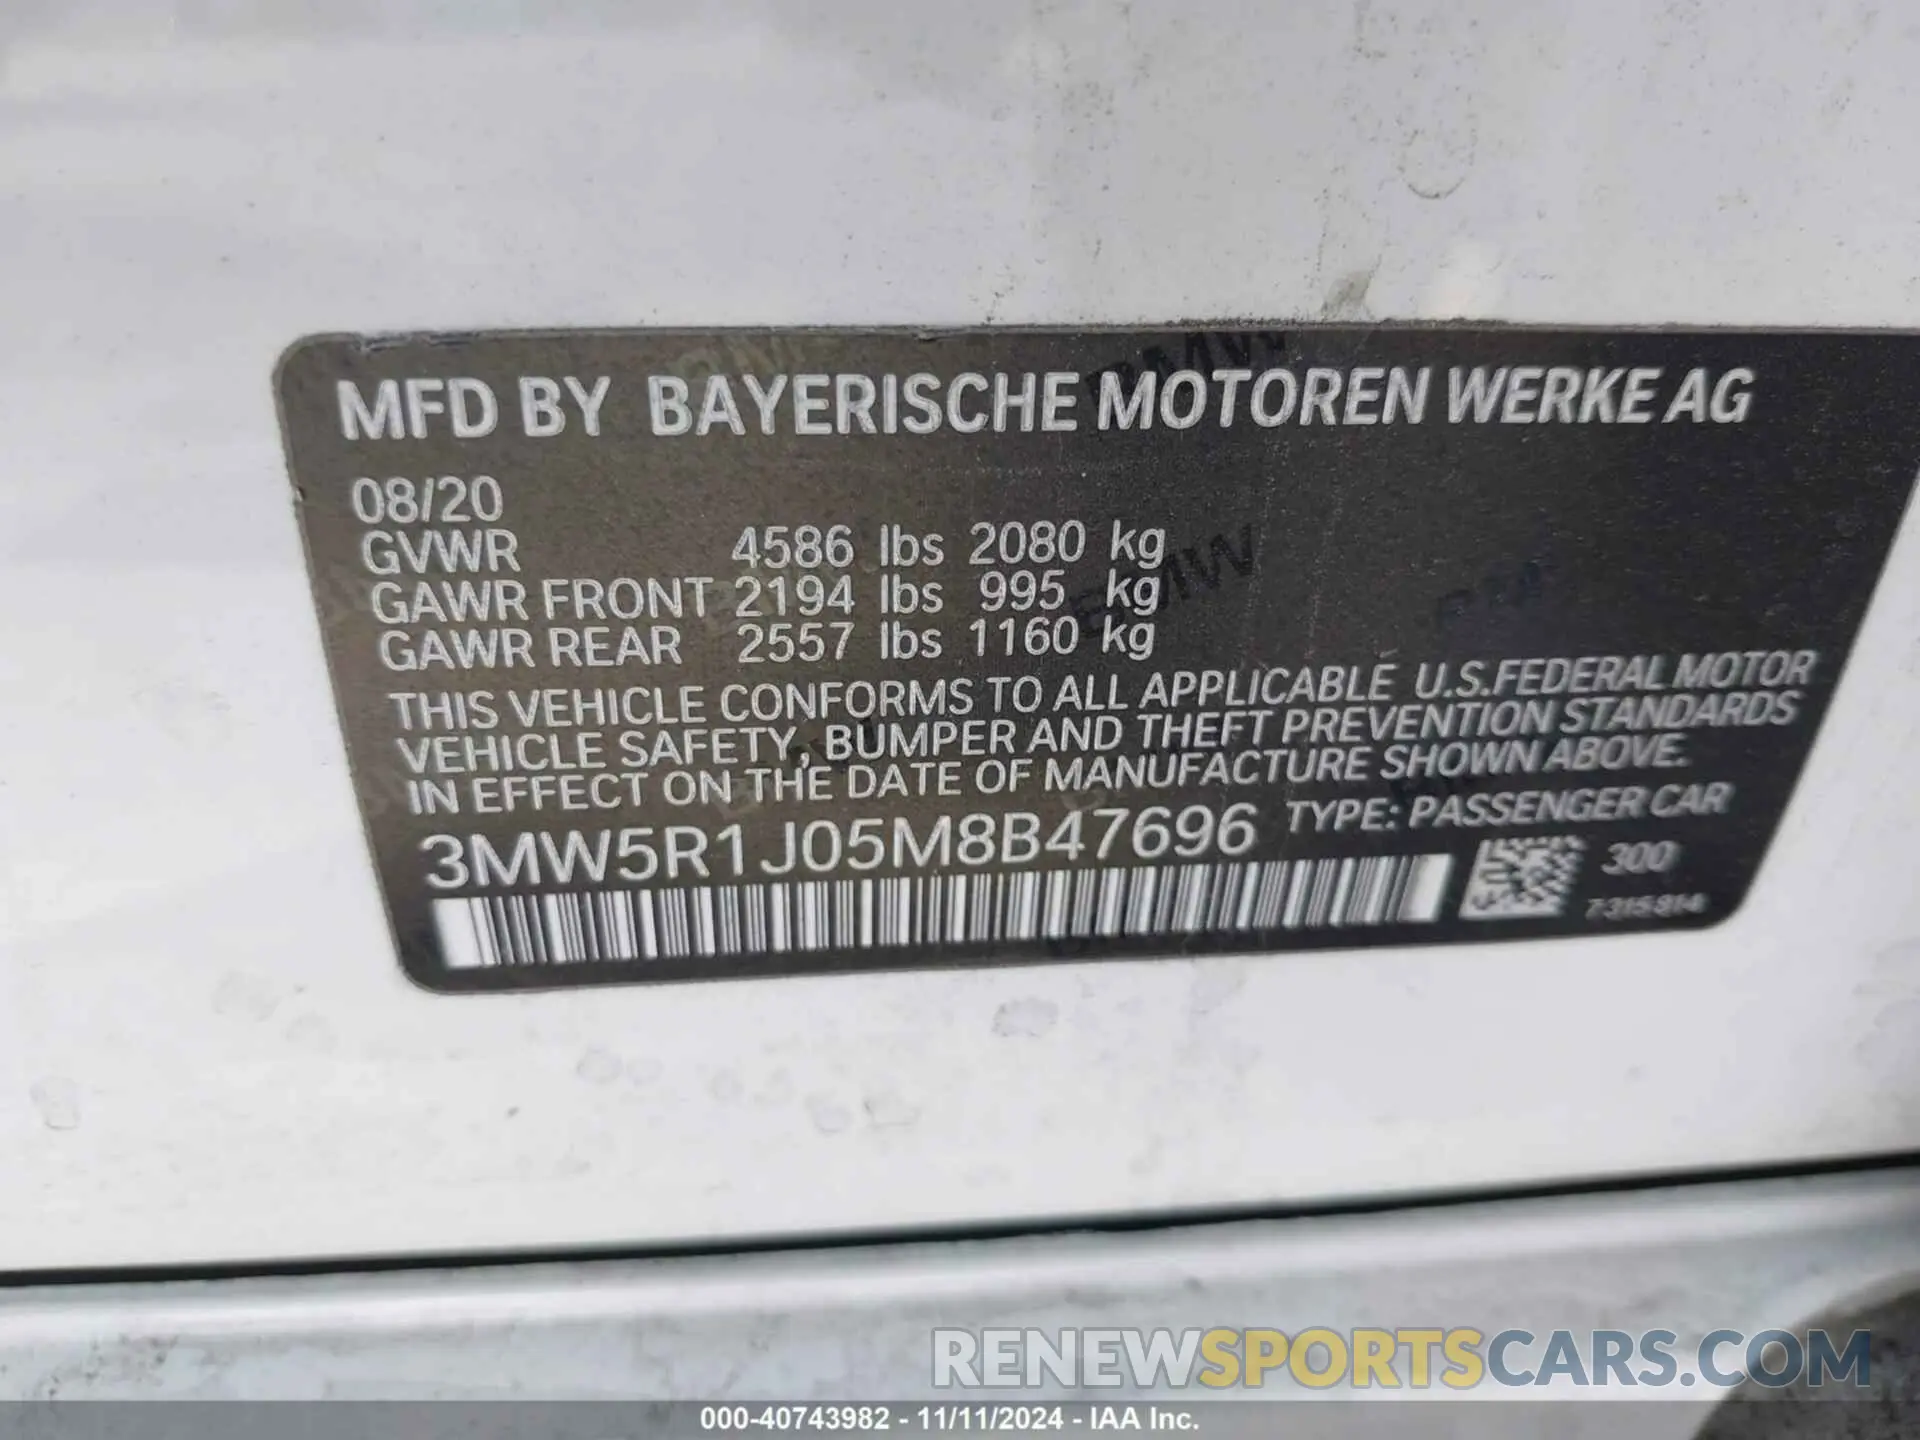 MFD BY BAYERISCHE MOTOREN WERKE AG
08/20
GVWR 4586 lbs 2080 kg
GAWR FRONT 2194 lbs 995 kg
GAWR REAR 2557 lbs 1160 kg
THIS VEHICLE CONFORMS TO ALL APPLICABLE U.S.FEDERAL MOTOR
VEHICLE SAFETY, BUMPER AND THEFT PREVENTION STANDARDS
IN EFFECT ON THE DATE OF MANUFACTURE SHOWN ABOVE.
3MW5R1J05M8B47696 TYPE: PASSENGER CAR
300
7315814
RENEWSPORTSCARS.COM
000-40743982 - 11/11/2024 - IAA Inc.